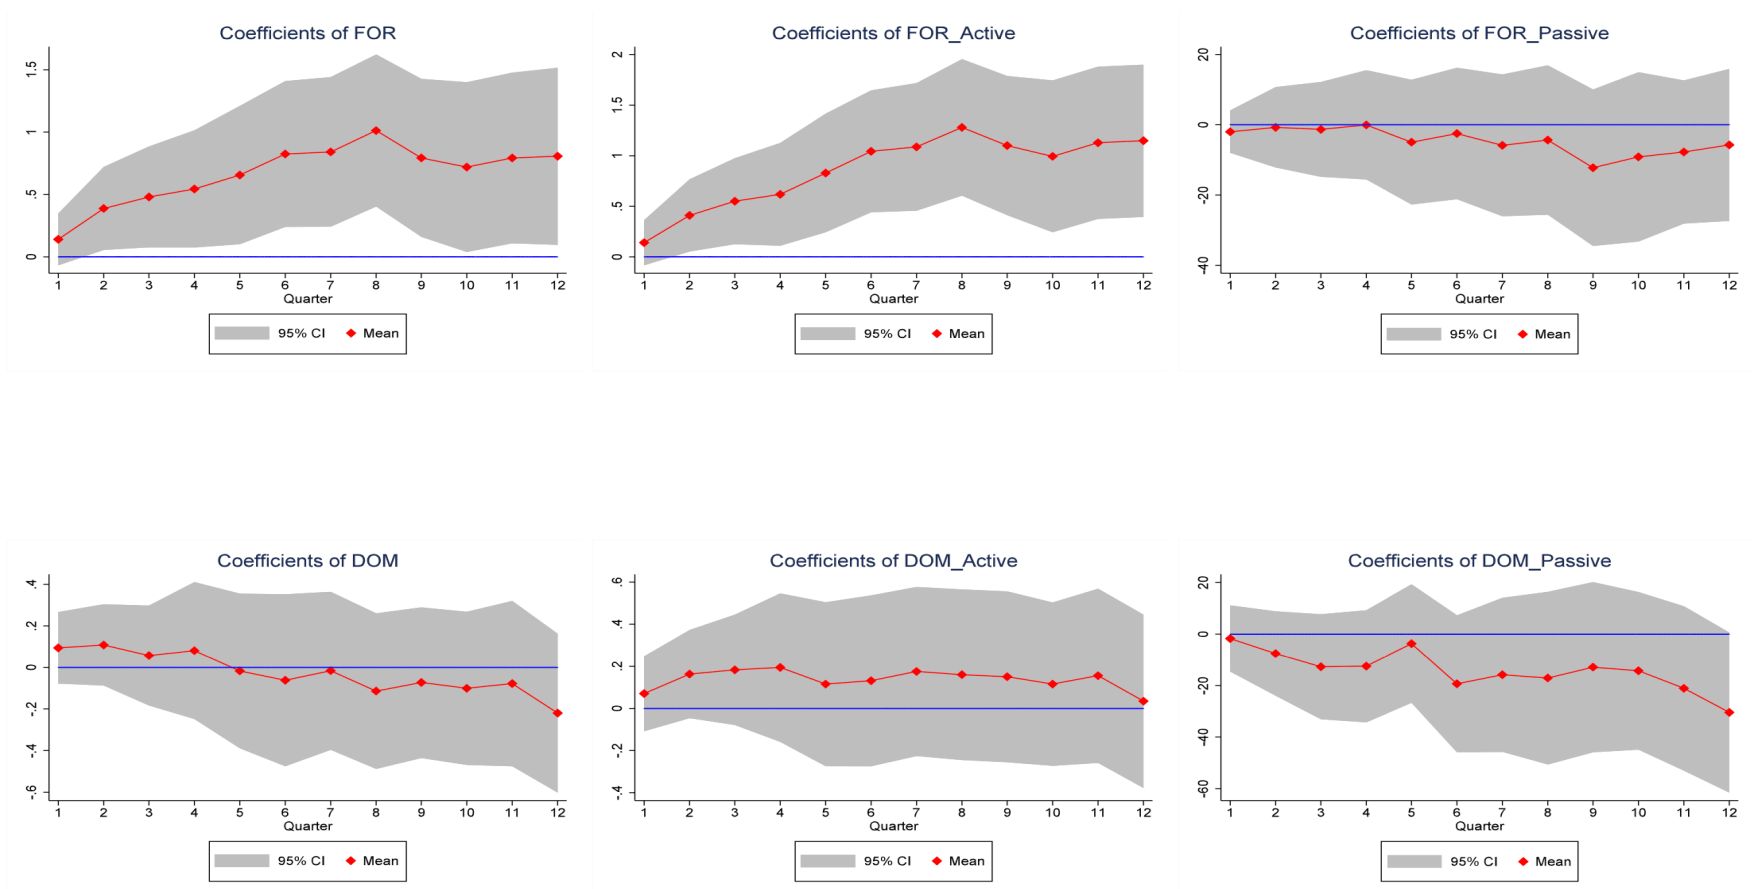 Coefficients of FOR
1.5
1
.5
0
1 2 3 4 5 6 7 8 9 10 11 12
Quarter
95% CI Mean
Coefficients of FOR_Active
2
1.5
1
.5
0
1 2 3 4 5 6 7 8 9 10 11 12
Quarter
95% CI Mean
Coefficients of FOR_Passive
20
0
-20
-40
1 2 3 4 5 6 7 8 9 10 11 12
Quarter
95% CI Mean
Coefficients of DOM
.4
.2
0
-.2
-.4
-.6
1 2 3 4 5 6 7 8 9 10 11 12
Quarter
95% CI Mean
Coefficients of DOM_Active
.6
.4
.2
0
-.2
-.4
1 2 3 4 5 6 7 8 9 10 11 12
Quarter
95% CI Mean
Coefficients of DOM_Passive
20
0
-20
-40
-60
1 2 3 4 5 6 7 8 9 10 11 12
Quarter
95% CI Mean